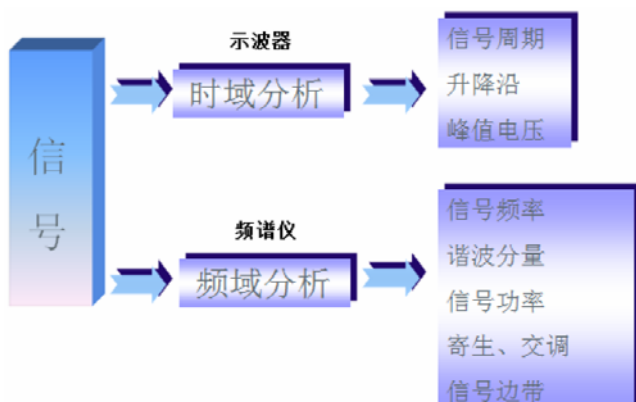 信
号
示波器
时域分析
信号周期
升降沿
峰值电压
频谱仪
频域分析
信号频率
谐波分量
信号功率
寄生、交调
信号边带